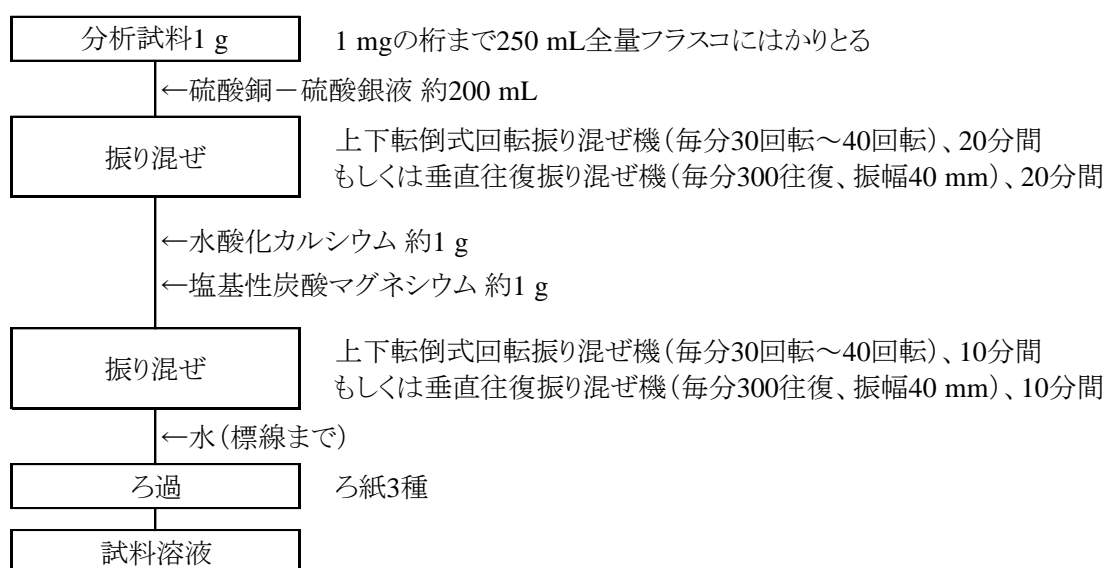 分析試料1 g
1 mgの桁まで250 mL全量フラスコにはかりとる
←硫酸銅－硫酸銀液 約200 mL
振り混ぜ
上下転倒式回転振り混ぜ機（毎分30回転～40回転）、20分間
もしくは垂直往復振り混ぜ機（毎分300往復、振幅40 mm）、20分間
←水酸化カルシウム 約1 g
←塩基性炭酸マグネシウム 約1 g
振り混ぜ
上下転倒式回転振り混ぜ機（毎分30回転～40回転）、10分間
もしくは垂直往復振り混ぜ機（毎分300往復、振幅40 mm）、10分間
←水（標線まで）
ろ過
ろ紙3種
試料溶液